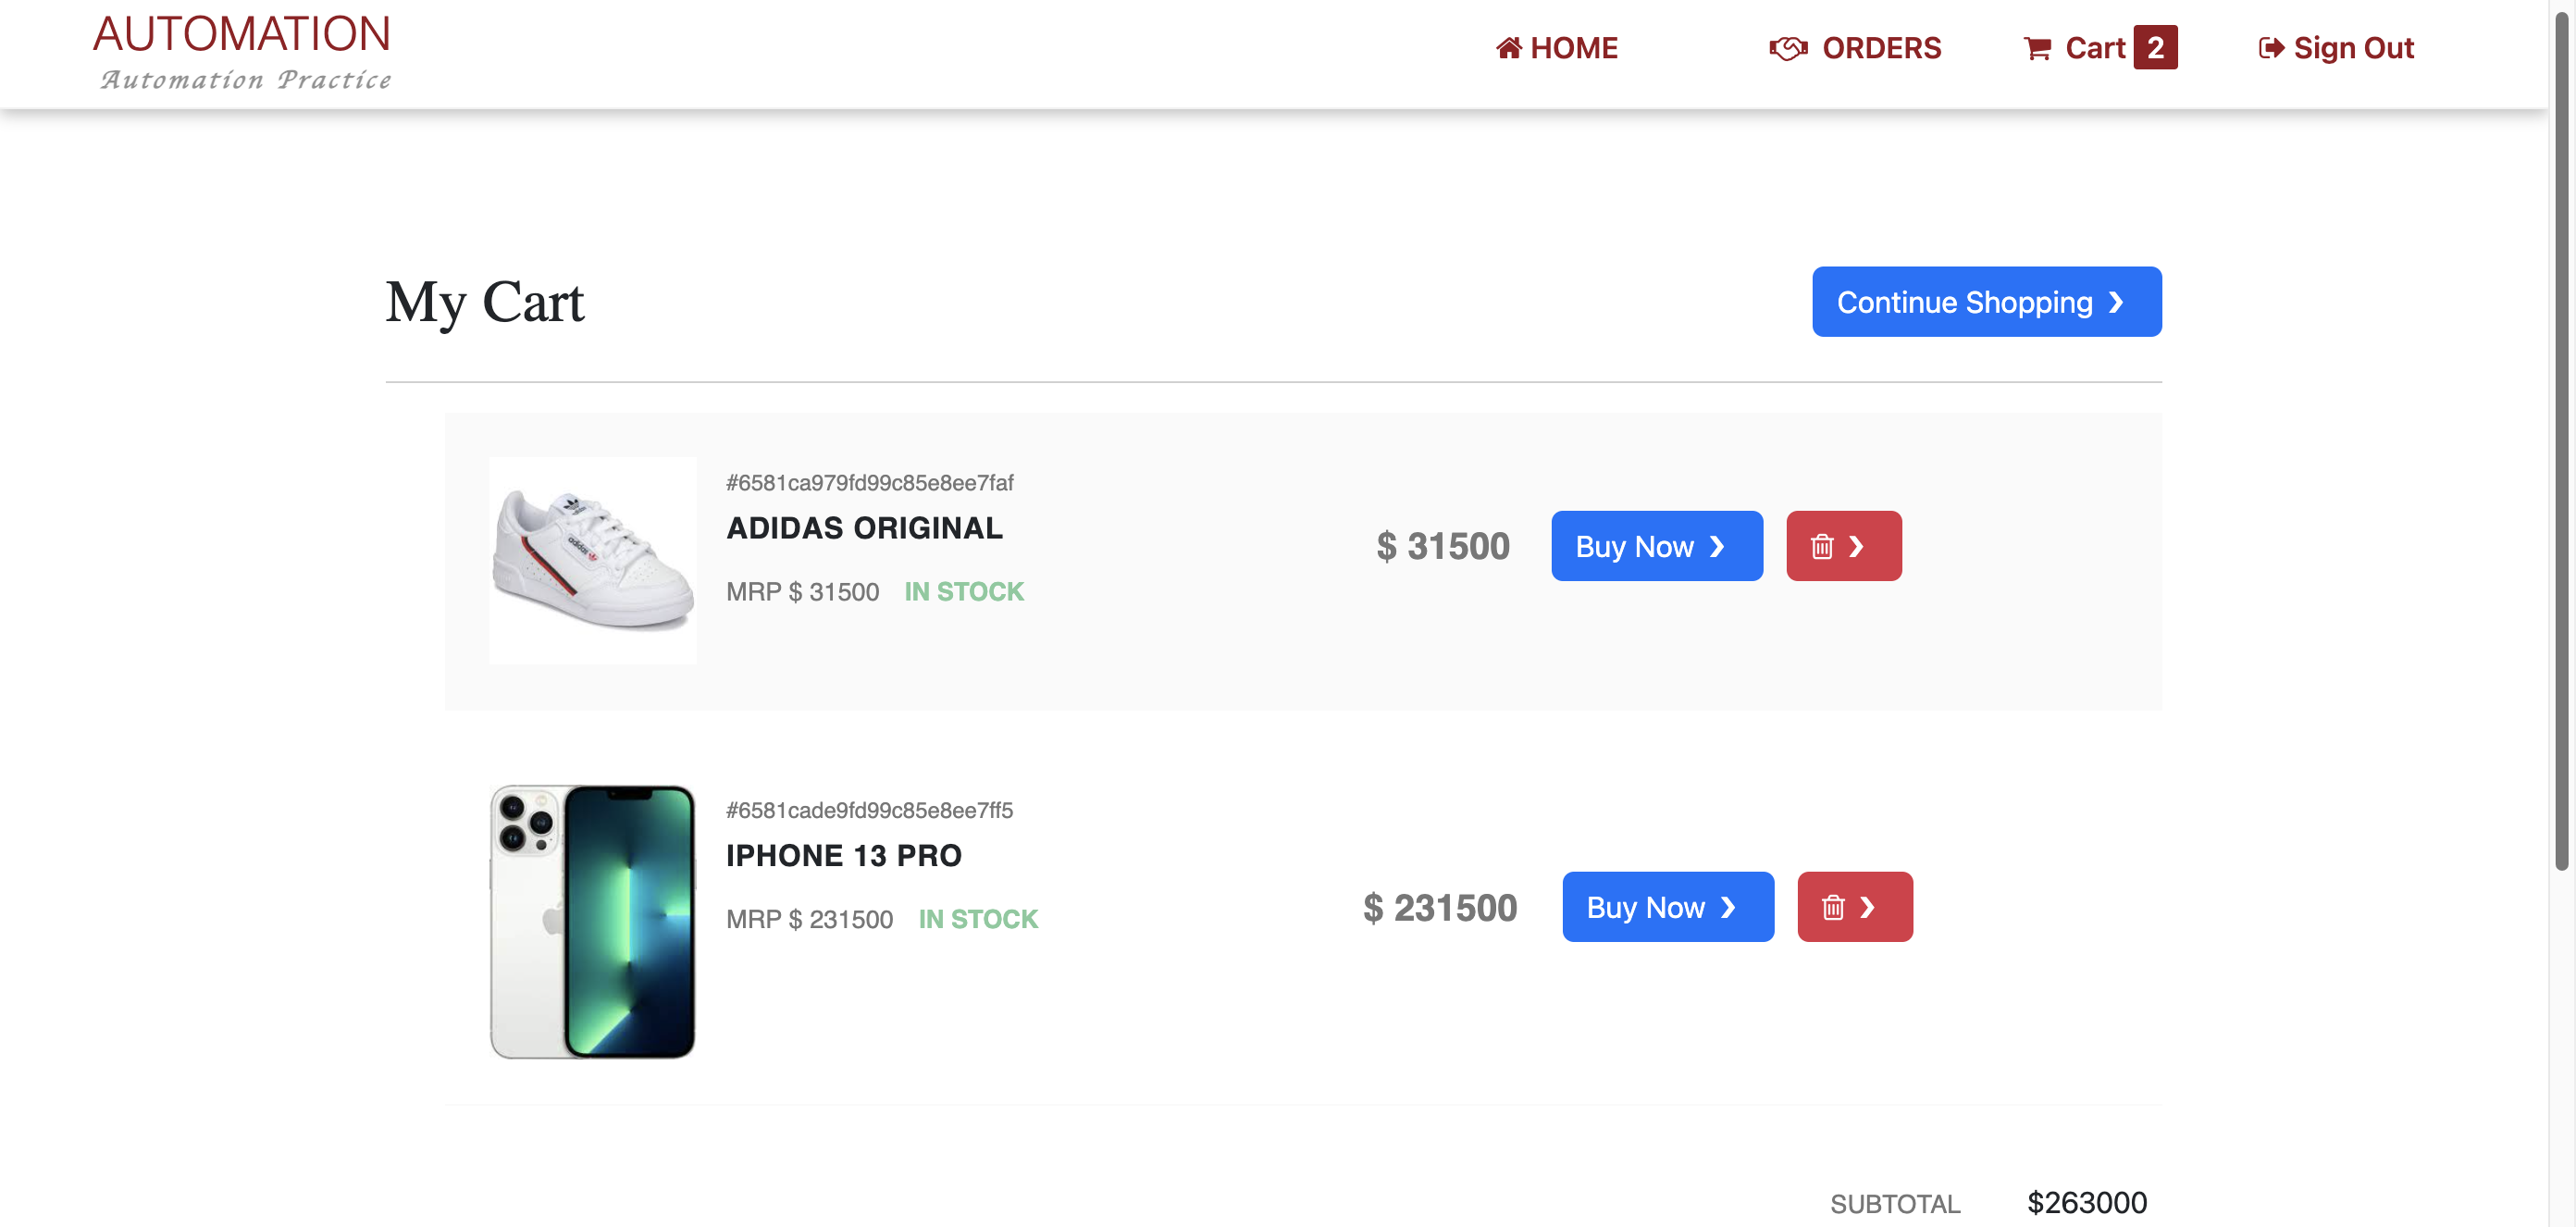 AUTOMATION
Automation Practice
HOME
ORDERS
Cart 2
Sign Out
My Cart
Continue Shopping
#6581ca979fd99c85e8ee7faf
ADIDAS ORIGINAL
MRP $ 31500 IN STOCK
$ 31500
Buy Now
adidas
#6581cade9fd99c85e8ee7ff5
IPHONE 13 PRO
MRP $ 231500 IN STOCK
$ 231500
Buy Now
SUBTOTAL $263000